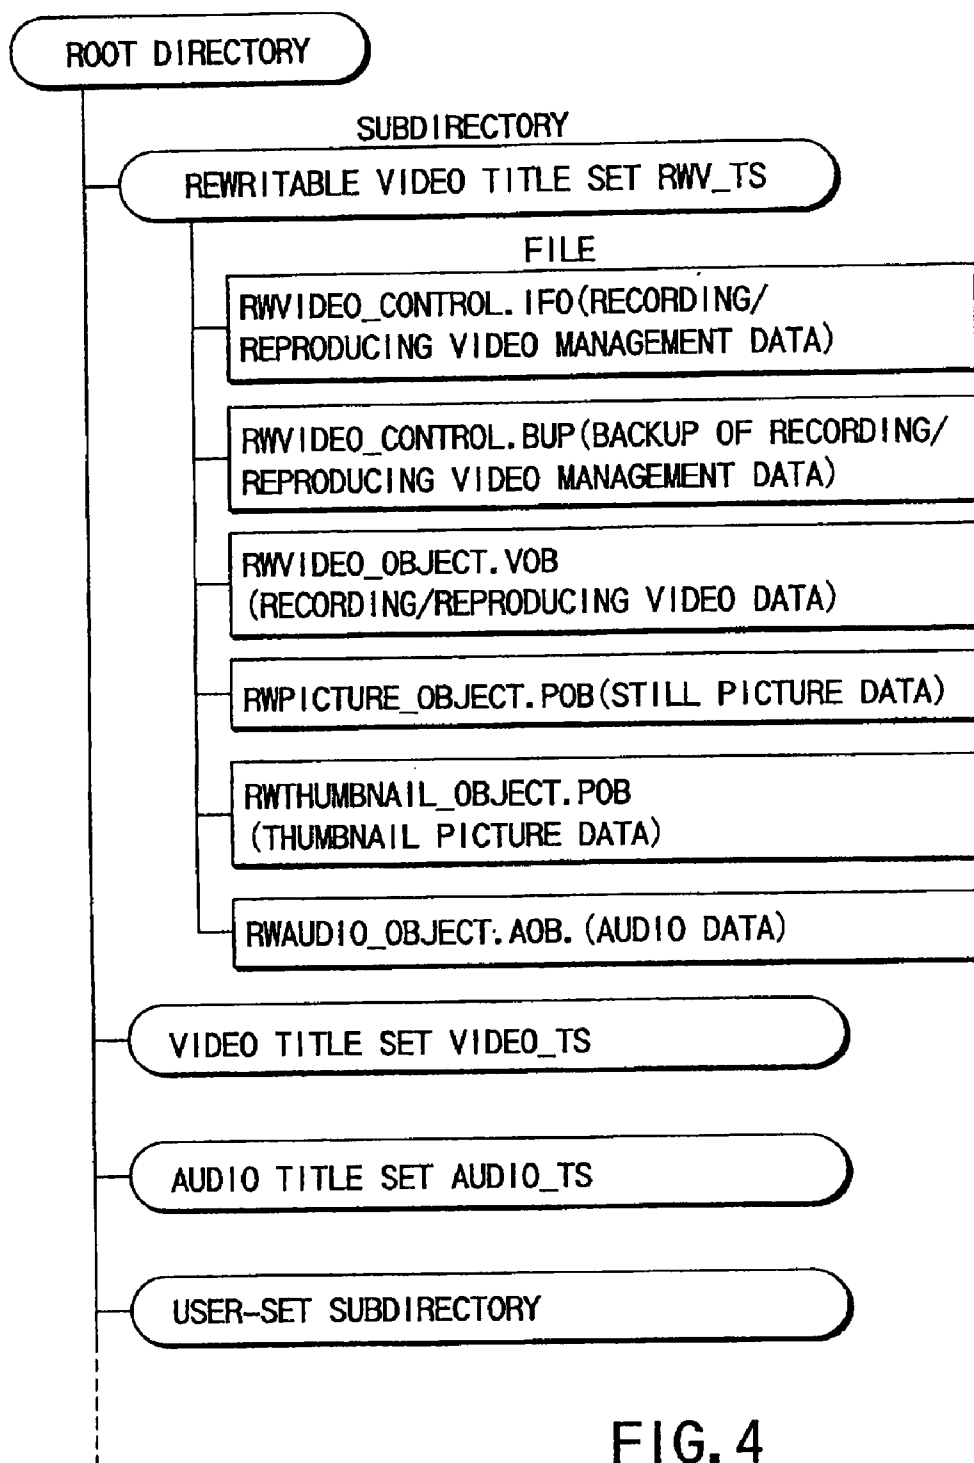 ROOT DIRECTORY
SUBDIRECTORY
REWRITABLE VIDEO TITLE SET RWV_TS
FILE
RWVIDEO_CONTROL.IFO(RECORDING/
REPRODUCING VIDEO MANAGEMENT DATA)
RWVIDEO_CONTROL.BUP(BACKUP OF RECORDING/
REPRODUCING VIDEO MANAGEMENT DATA)
RWVIDEO_OBJECT.VOB
(RECORDING/REPRODUCING VIDEO DATA)
RWPICTURE_OBJECT.POB(STILL PICTURE DATA)
RWTHUMBNAIL_OBJECT.POB
(THUMBNAIL PICTURE DATA)
RWAUDIO_OBJECT.AOB.(AUDIO DATA)
VIDEO TITLE SET VIDEO_TS
AUDIO TITLE SET AUDIO_TS
USER-SET SUBDIRECTORY
FIG.4